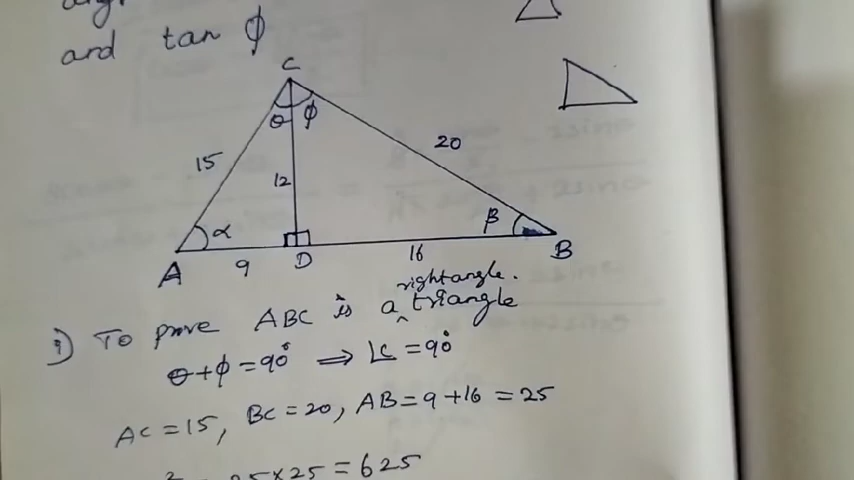 and tan ϕ
C
θ ϕ
15
20
12
α
β
A
9
D
16
B
rightangle.
i) To prove ABC is a ‸ triangle
θ+ϕ=90° ⟹ ∠C=90°
AC=15, BC=20, AB=9+16=25
25×25=625